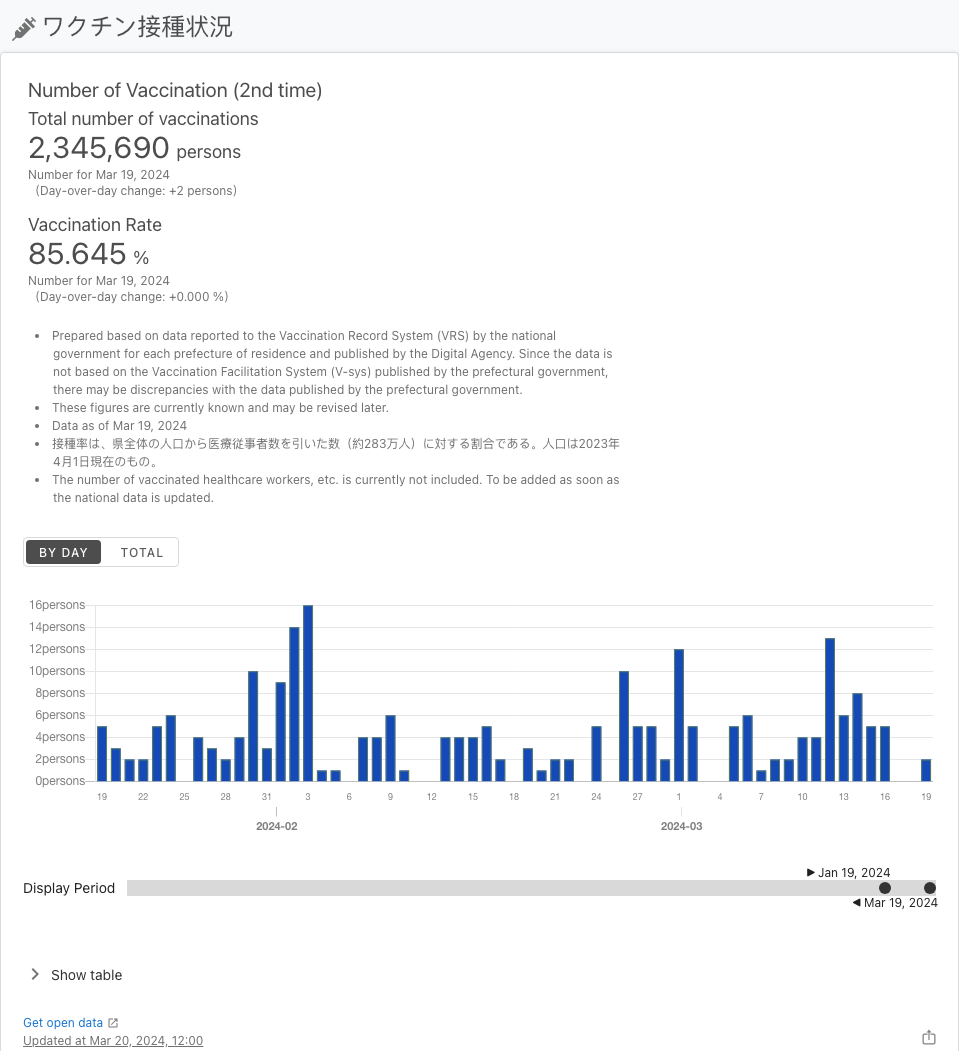 ワクチン接種状況
Number of Vaccination (2nd time)
Total number of vaccinations
2,345,690 persons
Number for Mar 19, 2024
(Day-over-day change: +2 persons)
Vaccination Rate
85.645 %
Number for Mar 19, 2024
(Day-over-day change: +0.000 %)
• Prepared based on data reported to the Vaccination Record System (VRS) by the national
government for each prefecture of residence and published by the Digital Agency. Since the data is
not based on the Vaccination Facilitation System (V-sys) published by the prefectural government,
there may be discrepancies with the data published by the prefectural government.
• These figures are currently known and may be revised later.
• Data as of Mar 19, 2024
• 接種率は、県全体の人口から医療従事者数を引いた数（約283万人）に対する割合である。人口は2023年
4月1日現在のもの。
• The number of vaccinated healthcare workers, etc. is currently not included. To be added as soon as
the national data is updated.
BY DAY TOTAL
16persons
14persons
12persons
10persons
8persons
6persons
4persons
2persons
0persons
19 22 25 28 31 3 6 9 12 15 18 21 24 27 1 4 7 10 13 16 19
2024-02 2024-03
Jan 19, 2024
Display Period
Mar 19, 2024
Show table
Get open data
Updated at Mar 20, 2024, 12:00